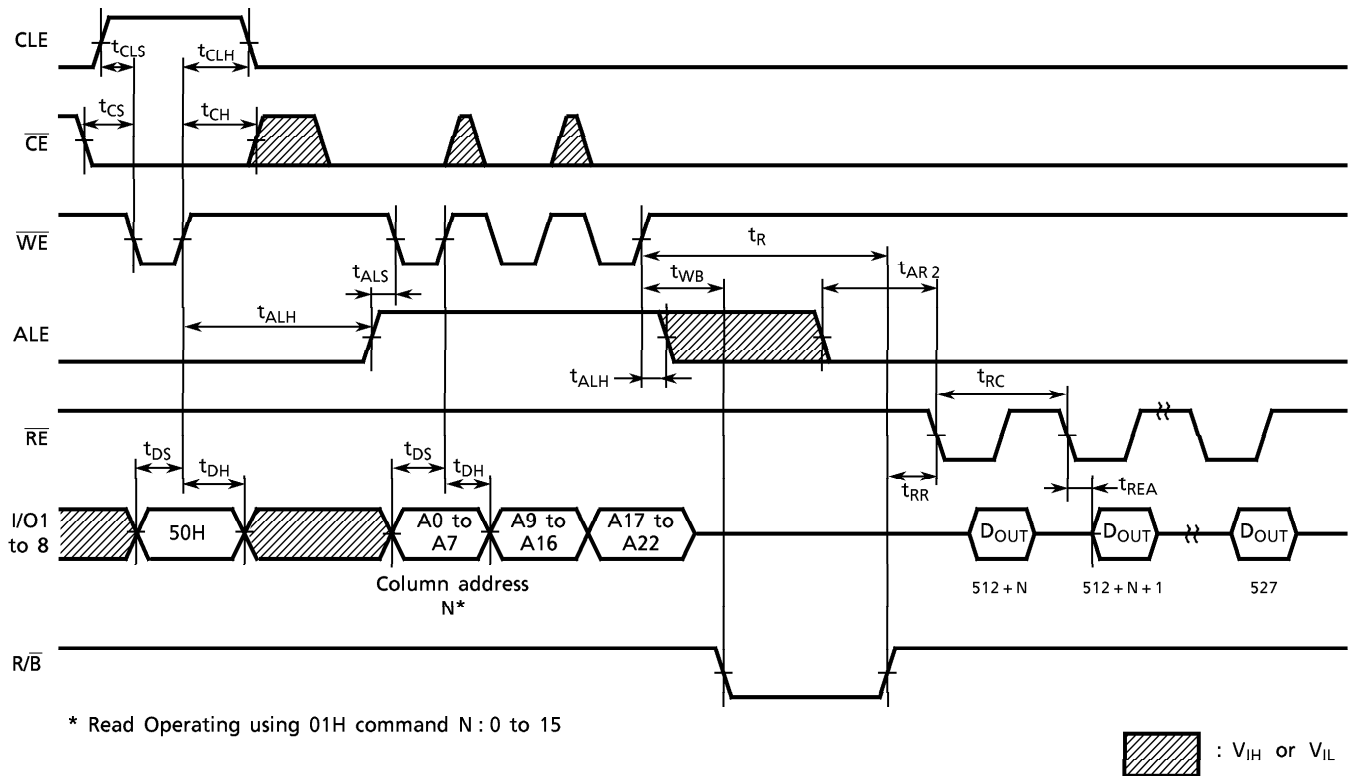 CLE
tCLS
tCLH
tCS
tCH
CE
WE
tR
tALS
tWB
tAR 2
tALH
ALE
tALH
tRC
RE
tDS
tDH
tDS
tDH
tRR
tREA
I/O1 to 8
50H
A0 to A7
A9 to A16
A17 to A22
DOUT
DOUT
DOUT
Column address
N*
512 + N
512 + N + 1
527
R/B
* Read Operating using 01H command N : 0 to 15
: VIH or VIL